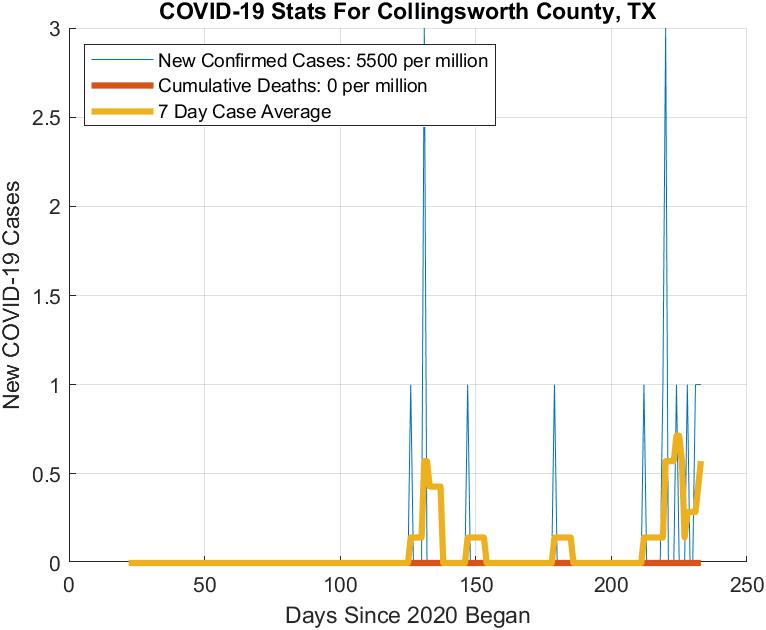 COVID-19 Stats For Collingsworth County, TX
New Confirmed Cases: 5500 per million
Cumulative Deaths: 0 per million
7 Day Case Average
New COVID-19 Cases
3
2.5
2
1.5
1
0.5
0
0 50 100 150 200 250
Days Since 2020 Began